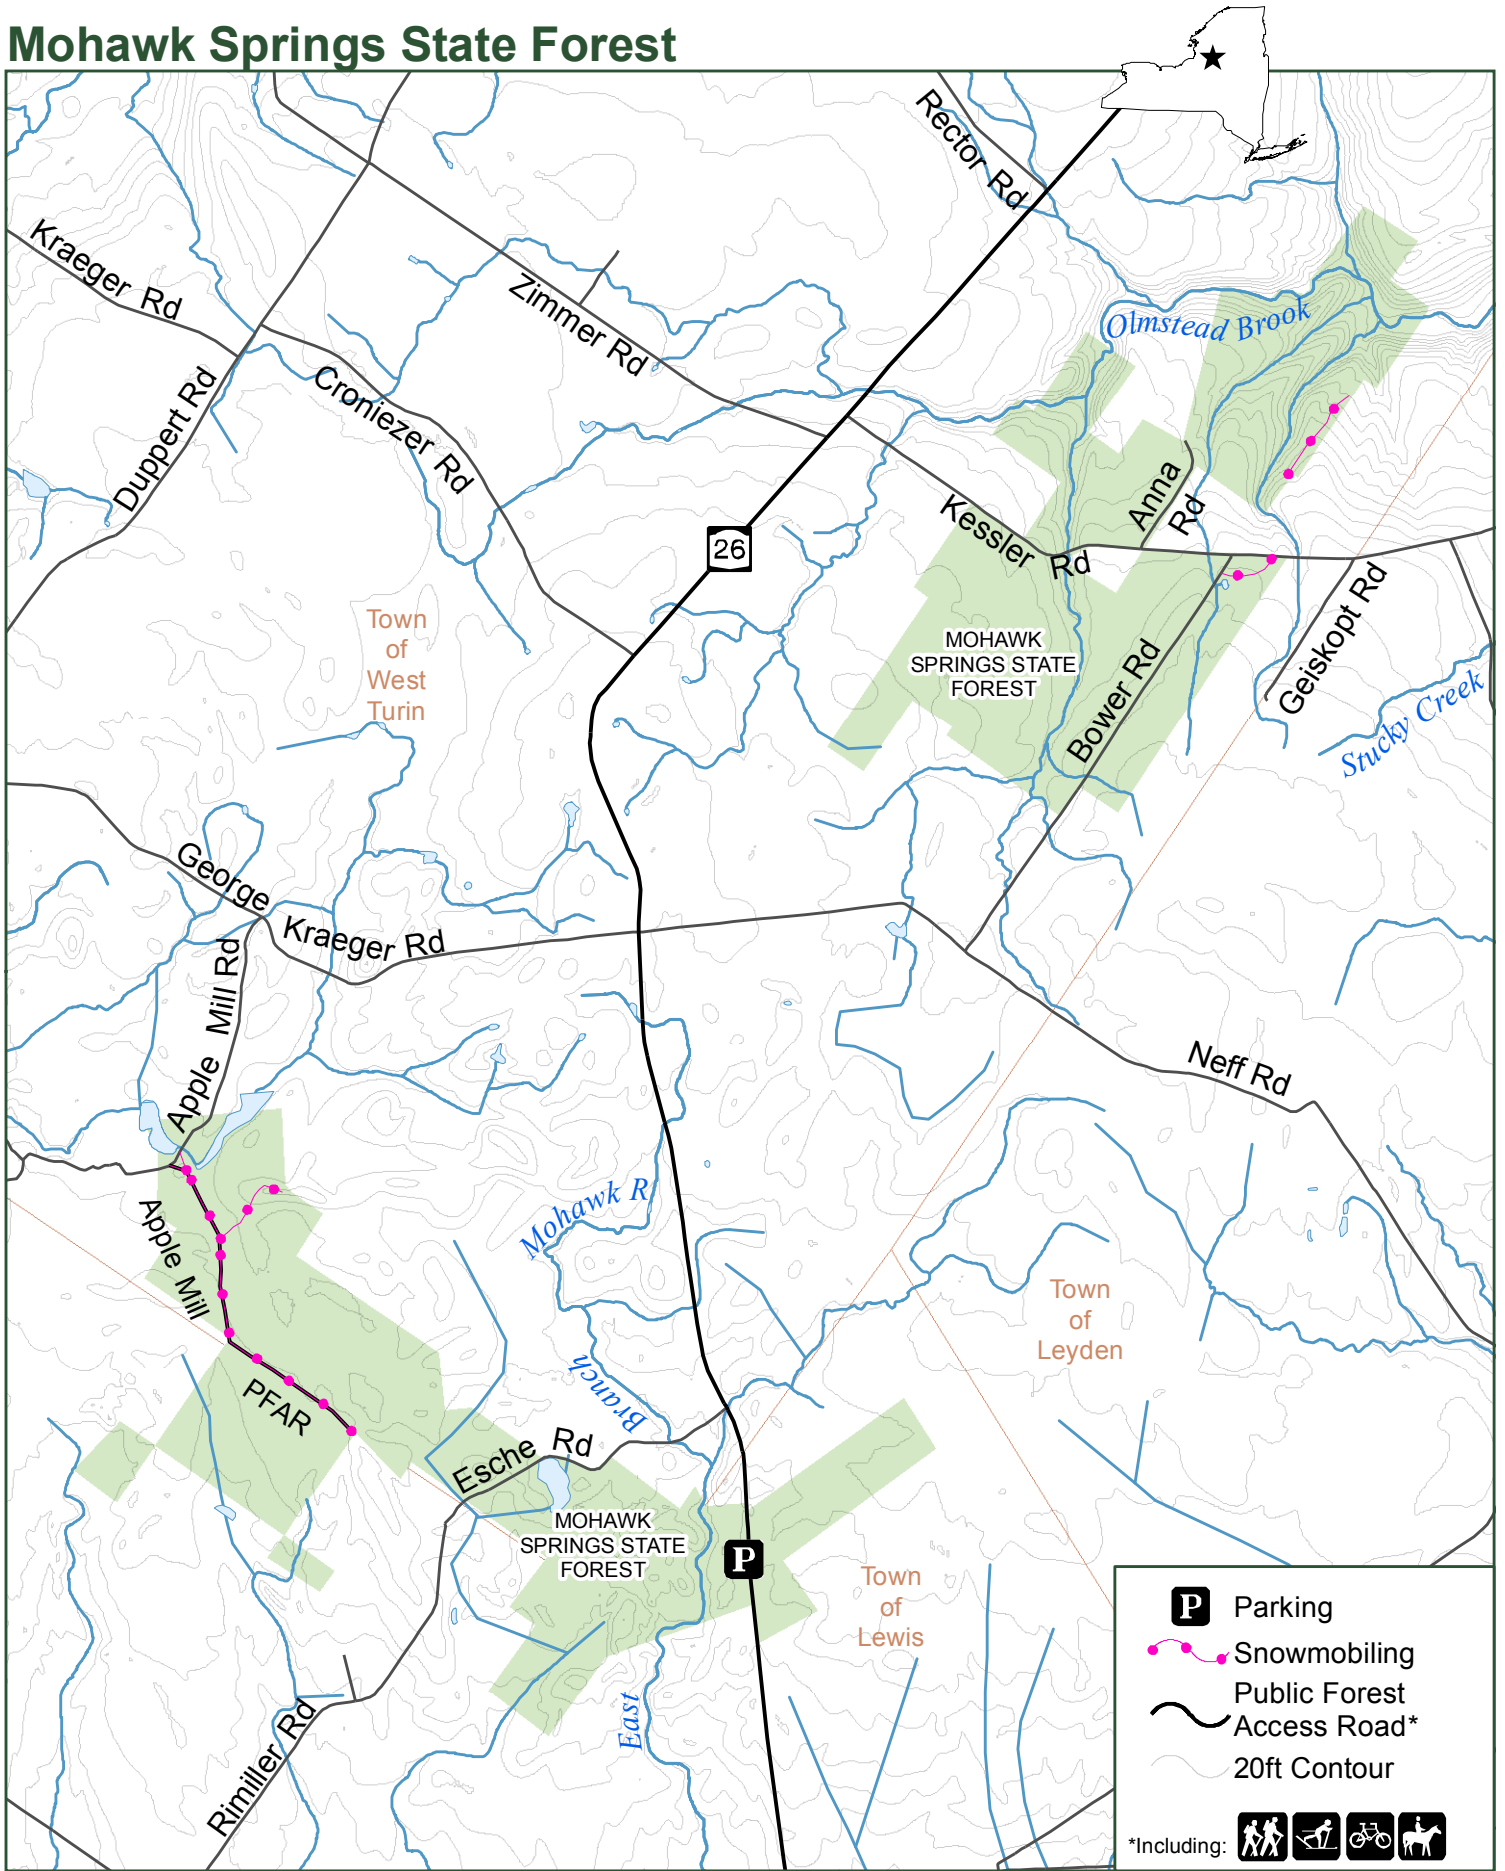 Mohawk Springs State Forest
Rector Rd
Kraeger Rd
Zimmer Rd
Olmstead Brook
Duppert Rd
Croniezer Rd
Anna
Rd
Kessler Rd
26
Town
of
West
Turin
MOHAWK
SPRINGS STATE
FOREST
Bower Rd
Geiskopt Rd
Stucky Creek
George
Kraeger Rd
Apple Mill Rd
Neff Rd
Mohawk R
Apple Mill
PFAR
Branch
Town
of
Leyden
Esche Rd
MOHAWK
SPRINGS STATE
FOREST
P
Town
of
Lewis
East
Rimiller Rd
P Parking
Snowmobiling
Public Forest
Access Road*
20ft Contour
*Including: